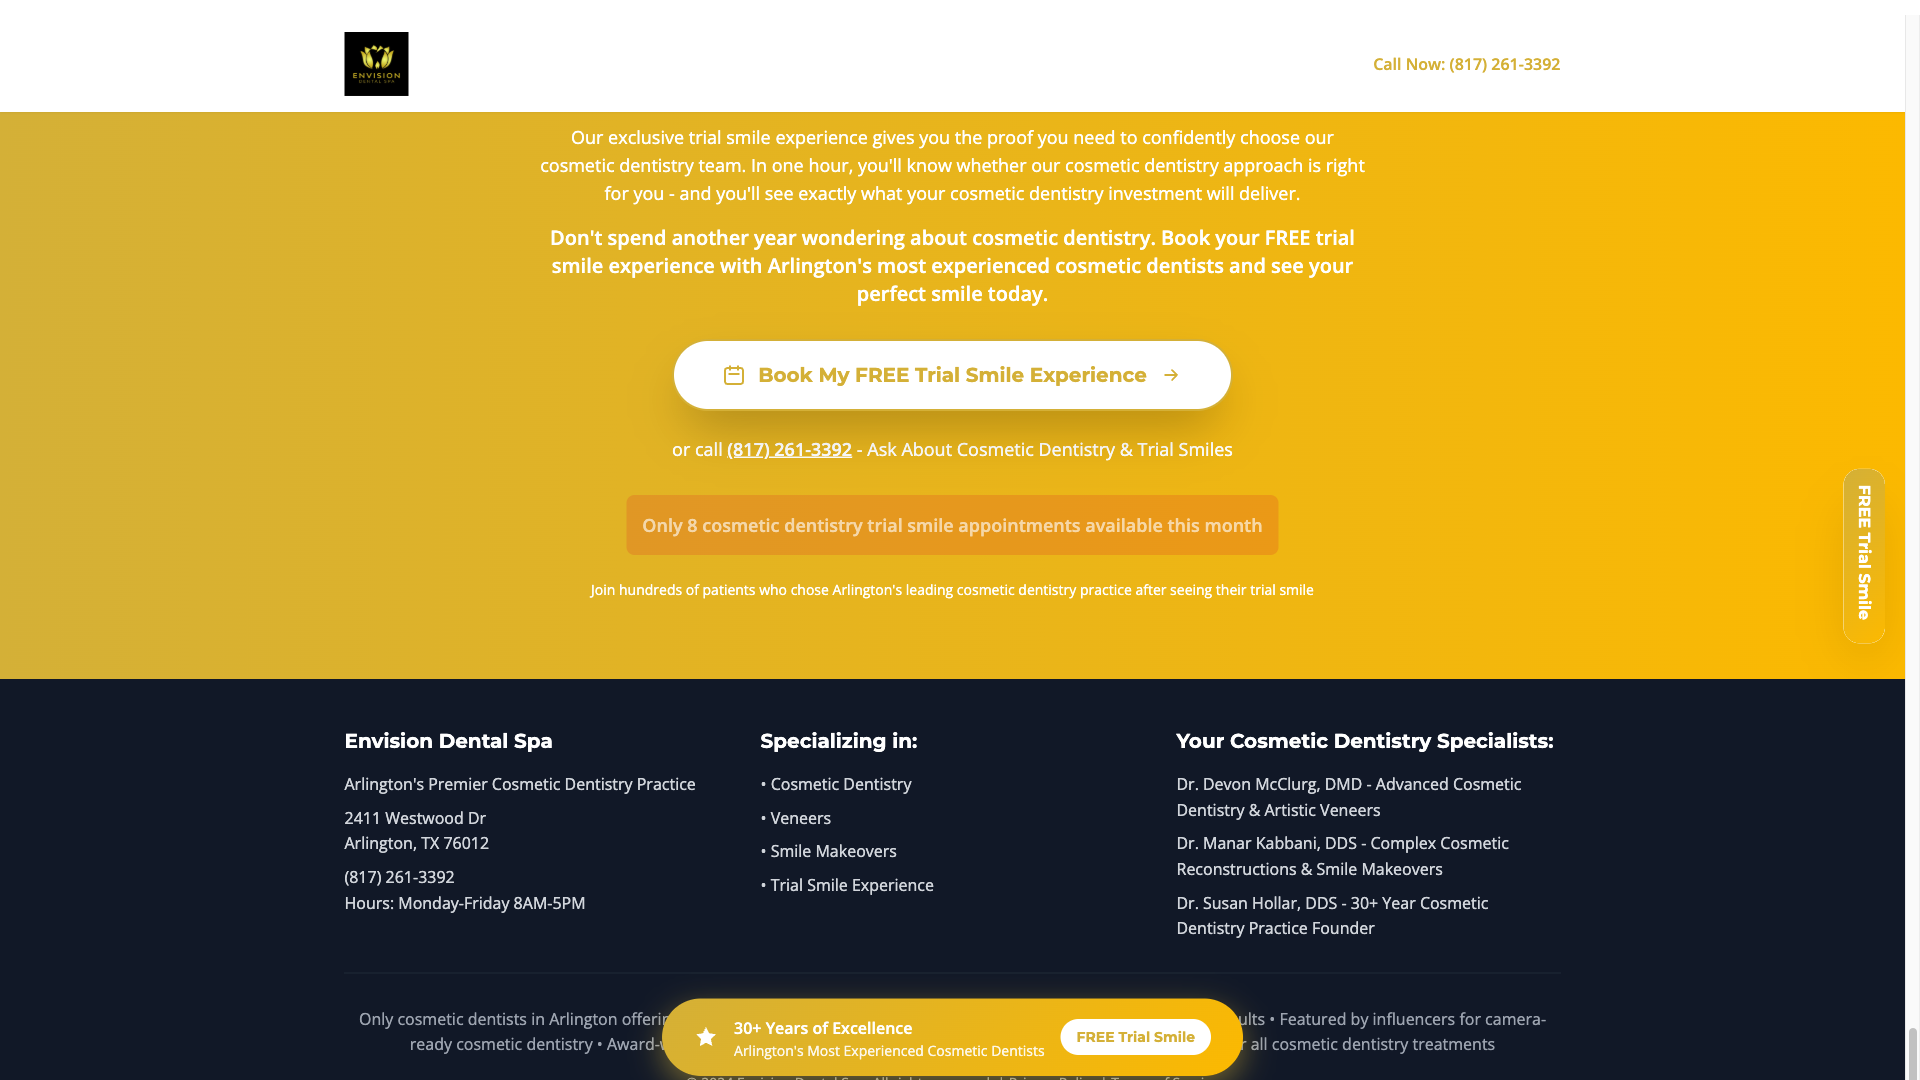 ENVISION
DENTAL SPA
Call Now: (817) 261-3392
Our exclusive trial smile experience gives you the proof you need to confidently choose our
cosmetic dentistry team. In one hour, you'll know whether our cosmetic dentistry approach is right
for you - and you'll see exactly what your cosmetic dentistry investment will deliver.
Don't spend another year wondering about cosmetic dentistry. Book your FREE trial
smile experience with Arlington's most experienced cosmetic dentists and see your
perfect smile today.
Book My FREE Trial Smile Experience
or call (817) 261-3392 - Ask About Cosmetic Dentistry & Trial Smiles
Only 8 cosmetic dentistry trial smile appointments available this month
Join hundreds of patients who chose Arlington's leading cosmetic dentistry practice after seeing their trial smile
FREE Trial Smile
Envision Dental Spa
Arlington's Premier Cosmetic Dentistry Practice
2411 Westwood Dr
Arlington, TX 76012
(817) 261-3392
Hours: Monday-Friday 8AM-5PM
Specializing in:
• Cosmetic Dentistry
• Veneers
• Smile Makeovers
• Trial Smile Experience
Your Cosmetic Dentistry Specialists:
Dr. Devon McClurg, DMD - Advanced Cosmetic
Dentistry & Artistic Veneers
Dr. Manar Kabbani, DDS - Complex Cosmetic
Reconstructions & Smile Makeovers
Dr. Susan Hollar, DDS - 30+ Year Cosmetic
Dentistry Practice Founder
Only cosmetic dentists in Arlington • Featured by influencers for camera-
ready cosmetic dentistry • all cosmetic dentistry treatments
30+ Years of Excellence
Arlington's Most Experienced Cosmetic Dentists
FREE Trial Smile